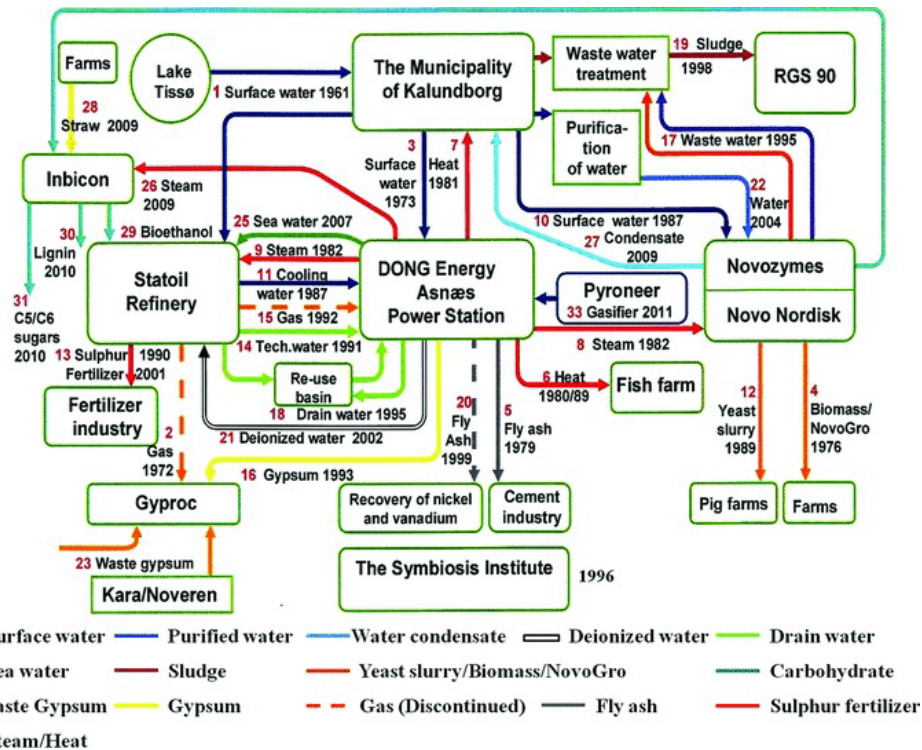 Farms
Lake
Tissø
The Municipality
of Kalundborg
Waste water
treatment
19 Sludge
1998
RGS 90
1 Surface water 1961
28
Straw 2009
Purifica-
tion
of water
17 Waste water 1995
Inbicon
26 Steam
2009
3
Surface
water
1973
7
Heat
1981
22
Water
2004
10 Surface water 1987
27 Condensate
2009
25 Sea water 2007
29 Bioethanol
30
Lignin
2010
31
C5/C6
sugars
2010
9 Steam 1982
11 Cooling
water 1987
15 Gas 1992
14 Tech.water 1991
Statoil
Refinery
DONG Energy
Asnæs
Power Station
Pyroneer
33 Gasifier 2011
Novozymes
Novo Nordisk
8 Steam 1982
13 Sulphur 1990
Fertilizer 2001
Fertilizer
industry
Re-use
basin
18 Drain water 1995
21 Deionized water 2002
6 Heat
1980/89
Fish farm
2
Gas
1972
16 Gypsum 1993
20
Fly
Ash
1999
5
Fly ash
1979
12
Yeast
slurry
1989
4
Biomass/
NovoGro
1976
Gyproc
Recovery of nickel
and vanadium
Cement
industry
Pig farms
Farms
23 Waste gypsum
Kara/Noveren
The Symbiosis Institute
1996
urface water
Purified water
Water condensate
Deionized water
Drain water
ea water
Sludge
Yeast slurry/Biomass/NovoGro
Carbohydrate
aste Gypsum
Gypsum
Gas (Discontinued)
Fly ash
Sulphur fertilizer
team/Heat